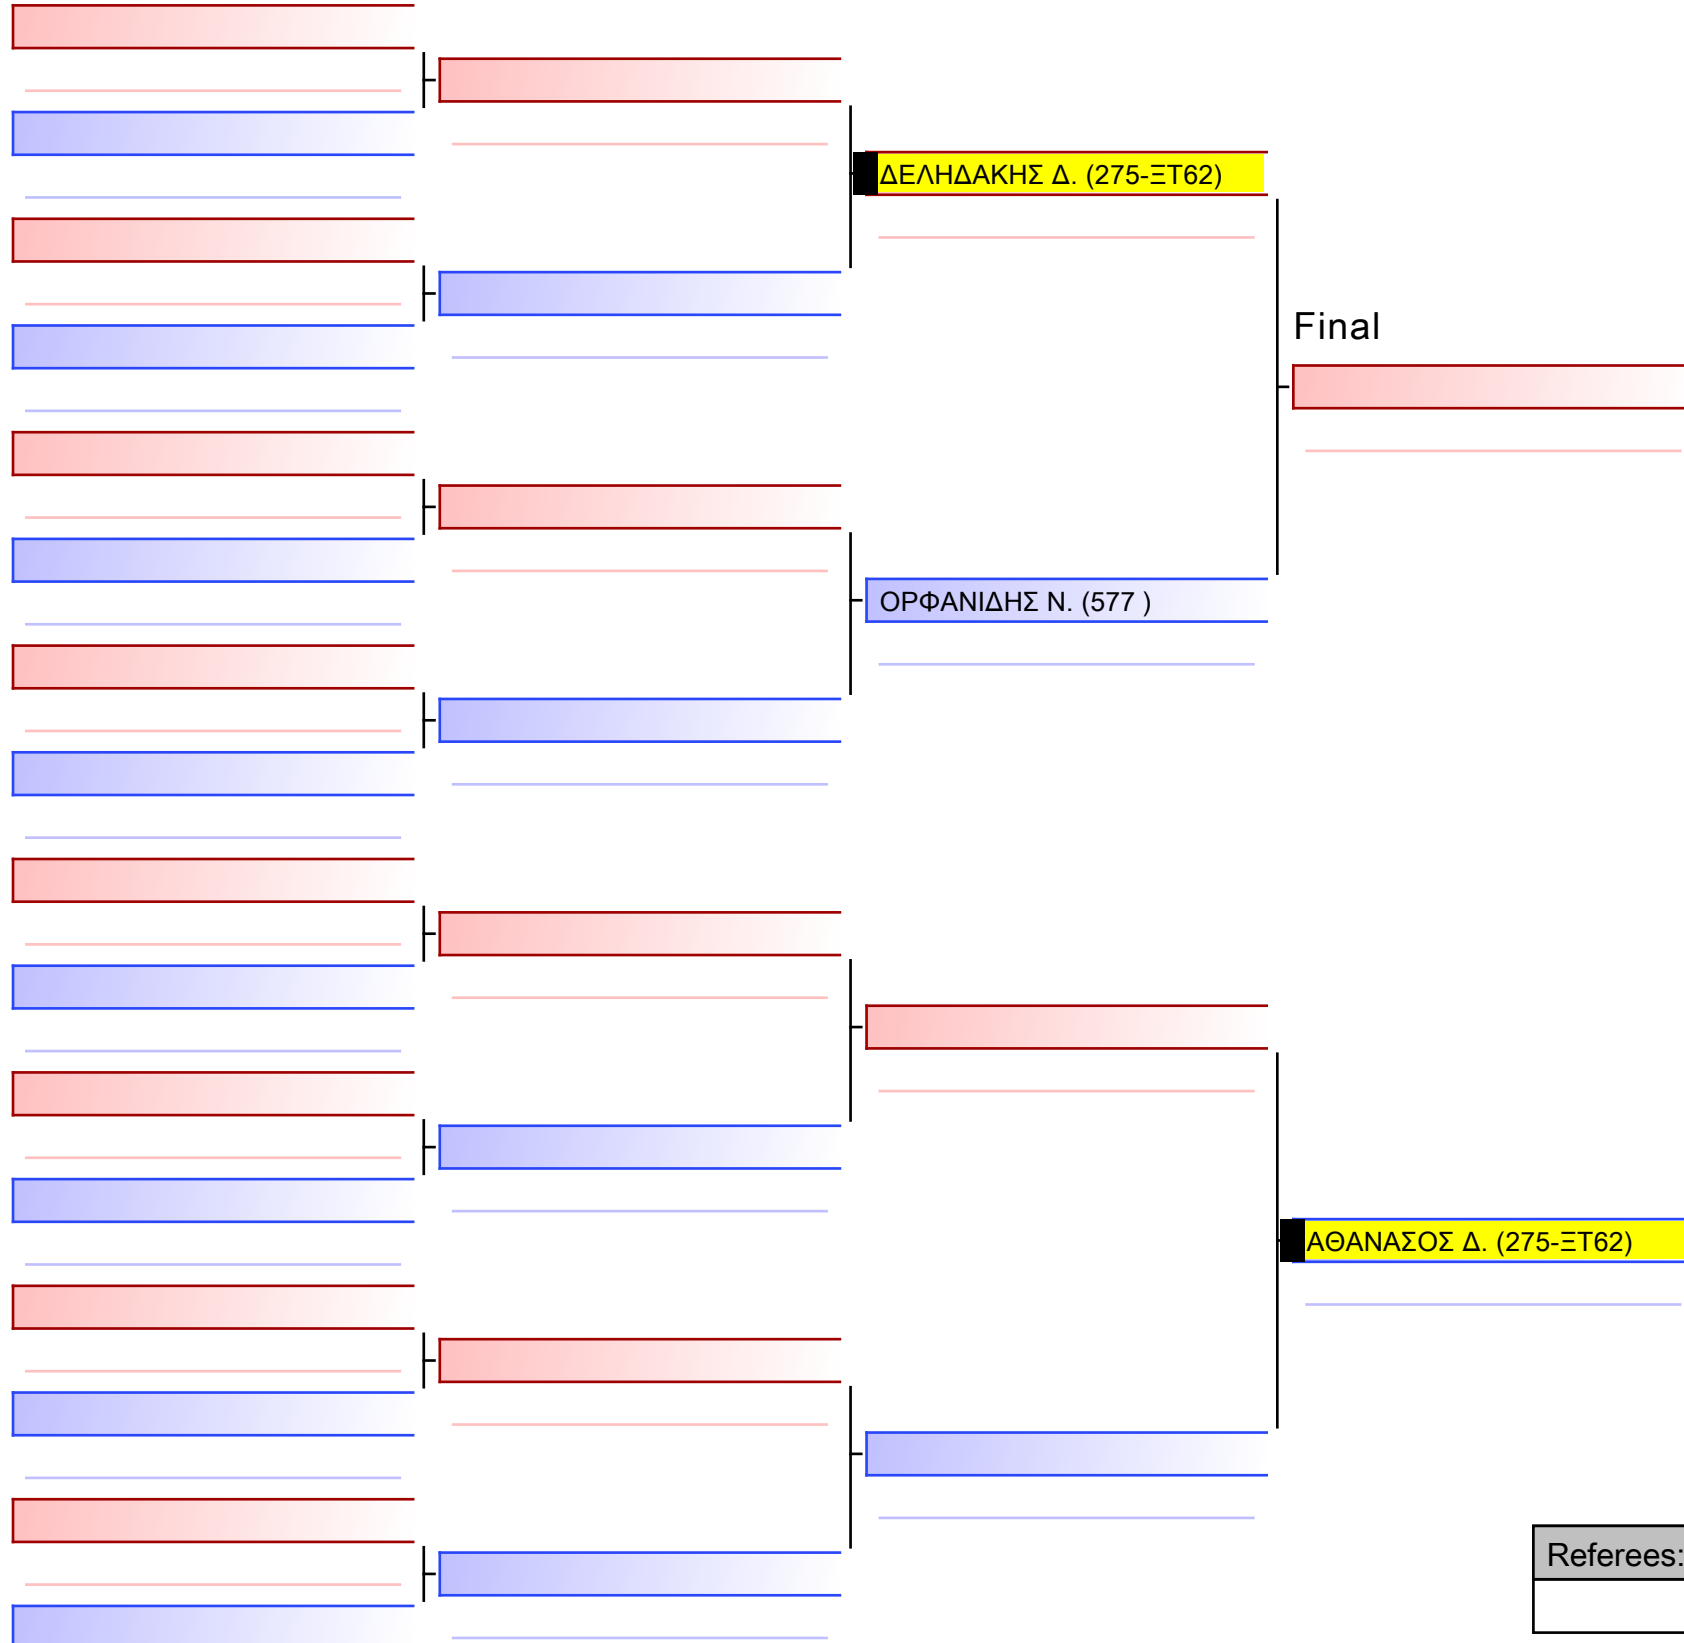 ΔΕΛΗΔΑΚΗΣ Δ. (275-ΞΤ62)
Final
ΟΡΦΑΝΙΔΗΣ Ν. (577 )
ΑΘΑΝΑΣΟΣ Δ. (275-ΞΤ62)
Referees: